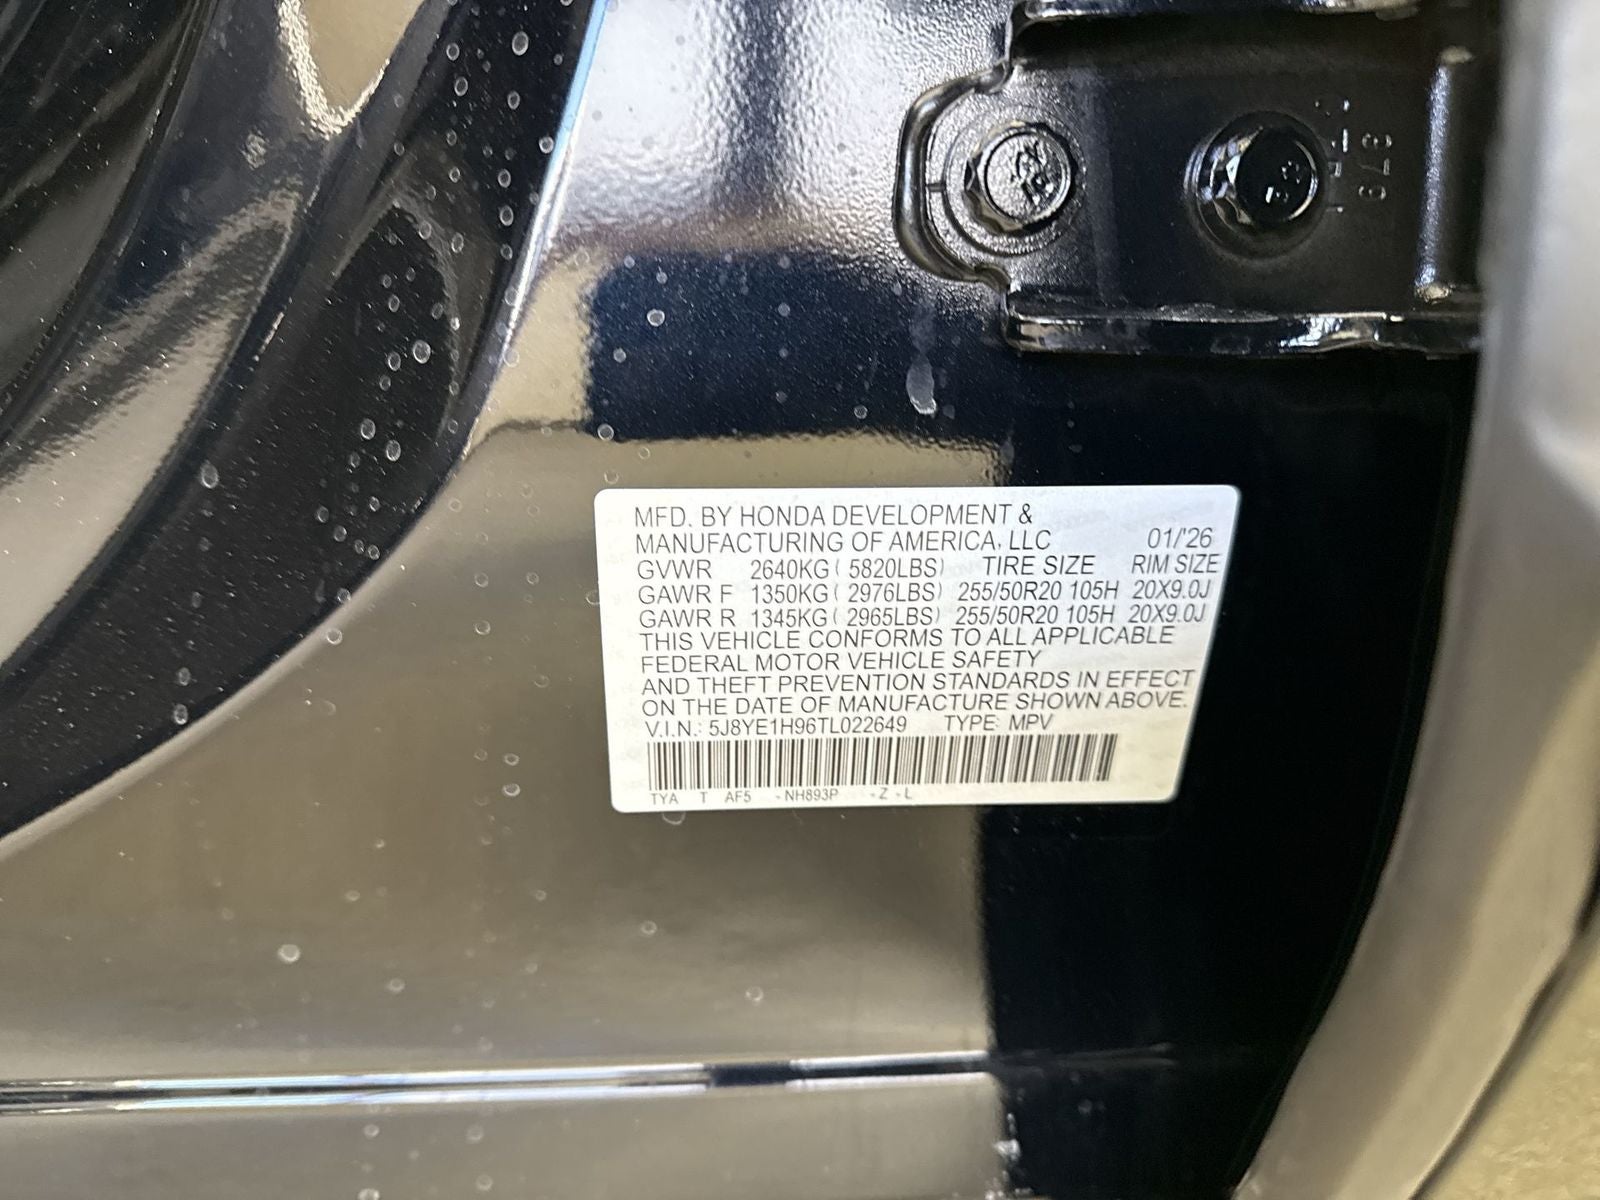 MFD. BY HONDA DEVELOPMENT &
MANUFACTURING OF AMERICA, LLC 01/'26
GVWR 2640KG ( 5820LBS) TIRE SIZE RIM SIZE
GAWR F 1350KG ( 2976LBS) 255/50R20 105H 20X9.0J
GAWR R 1345KG ( 2965LBS) 255/50R20 105H 20X9.0J
THIS VEHICLE CONFORMS TO ALL APPLICABLE
FEDERAL MOTOR VEHICLE SAFETY
AND THEFT PREVENTION STANDARDS IN EFFECT
ON THE DATE OF MANUFACTURE SHOWN ABOVE.
V.I.N.: 5J8YE1H96TL022649 TYPE: MPV
TYA T AF5 -NH893P -Z -L